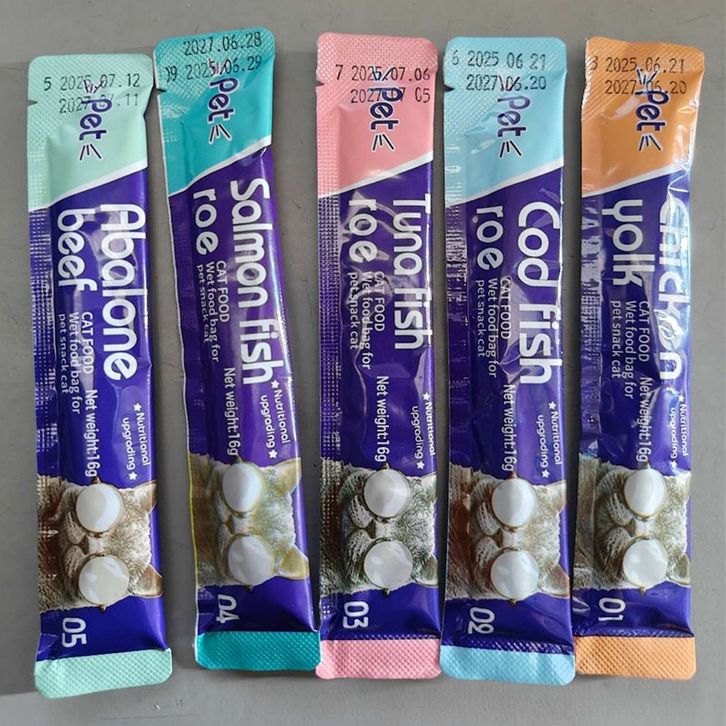 5 2025.07.12
2027.07.11
Pet
Abalone
beef
CAT FOOD
Wet food bag for
pet snack cat
Net weight:16g
Nutritional
upgrading
05
2027.06.28
19 2025.06.29
Pet
Salmon fish
roe
CAT FOOD
Wet food bag for
pet snack cat
Net weight:16g
Nutritional
upgrading
04
7 2025/07.06
05
Pet
Tuna fish
roe
CAT FOOD
Wet food bag for
pet snack cat
Net weight:16g
Nutritional
upgrading
03
6 2025 06 21
2027.06.20
Pet
Cod fish
roe
CAT FOOD
Wet food bag for
pet snack cat
Net weight:16g
Nutritional
upgrading
02
3 2025.06.21
2027.06.20
Pet
Chicken
yolk
CAT FOOD
Wet food bag for
pet snack cat
Net weight:16g
Nutritional
upgrading
01